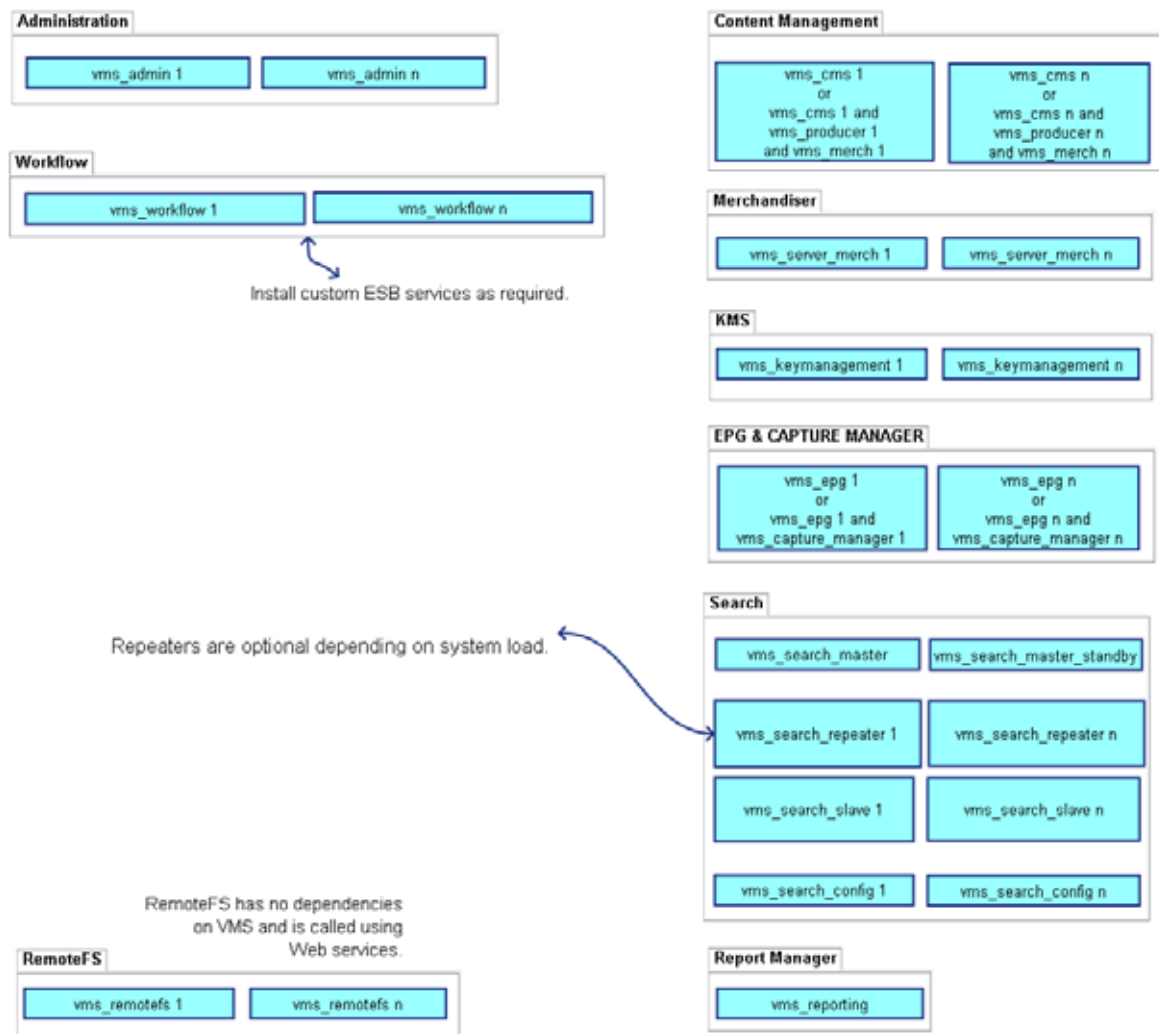 Administration
vms_admin 1
vms_admin n
Workflow
vms_workflow 1
vms_workflow n
Install custom ESB services as required.
Repeaters are optional depending on system load.
RemoteFS has no dependencies
on VMS and is called using
Web services.
RemoteFS
vms_remotefs 1
vms_remotefs n
Content Management
vms_cms 1
or
vms_cms 1 and
vms_producer 1
and vms_merch 1
vms_cms n
or
vms_cms n and
vms_producer n
and vms_merch n
Merchandiser
vms_server_merch 1
vms_server_merch n
KMS
vms_keymanagement 1
vms_keymanagement n
EPG & CAPTURE MANAGER
vms_epg 1
or
vms_epg 1 and
vms_capture_manager 1
vms_epg n
or
vms_epg n and
vms_capture_manager n
Search
vms_search_master
vms_search_master_standby
vms_search_repeater 1
vms_search_repeater n
vms_search_slave 1
vms_search_slave n
vms_search_config 1
vms_search_config n
Report Manager
vms_reporting